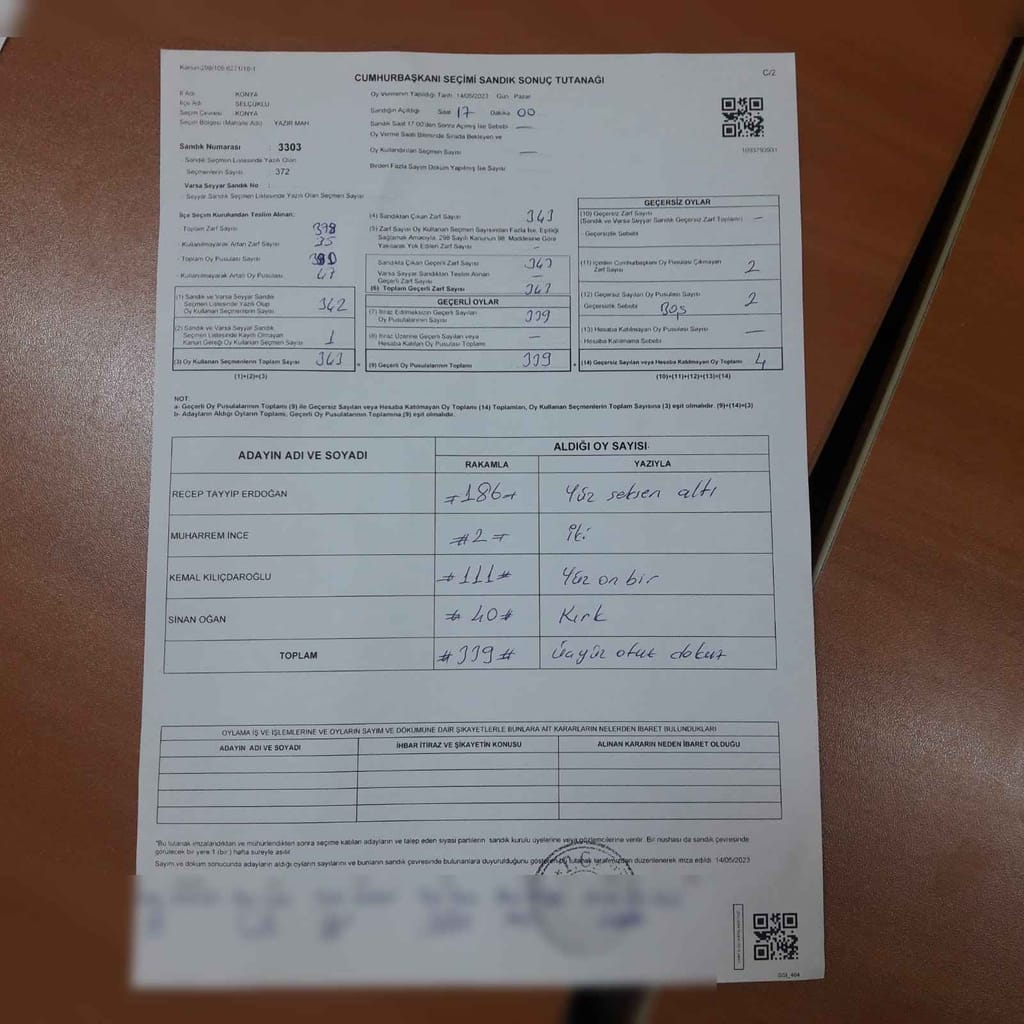 CUMHURBAŞKANI SEÇİMİ SANDIK SONUÇ TUTANAĞI
C/2
İl Adı : KONYA
İlçe Adı : SELÇUKLU
Seçim Çevresi : KONYA
Seçim Bölgesi (Mahalle Adı) : YAZIR MAH
Sandık Numarası : 3303
Sandık Seçmen Listesinde Yazılı Olan
Seçmenlerin Sayısı : 372
Varsa Seyyar Sandık No :
Seyyar Sandık Seçmen Listesinde Yazılı Olan Seçmen Sayısı
Oy Vermenin Yapıldığı Tarih 14/05/2023 Gün : Pazar
Sandığın Açıldığı Saat 17 Dakika 00
Sandık Saat 17.00'den Sonra Açılmış İse Sebebi —
Oy Verme Saati Bitiminde Sırada Bekleyen ve
Oy Kullandırılan Seçmen Sayısı —
Birden Fazla Sayım Döküm Yapılmış İse Sayısı
1093793931
İlçe Seçim Kurulundan Teslim Alınan;
Toplam Zarf Sayısı 398
Kullanılmayarak Artan Zarf Sayısı 35
Toplam Oy Pusulası Sayısı
Kullanılmayarak Artan Oy Pusulası 47
(1) Sandık ve Varsa Seyyar Sandık
Seçmen Listesinde Yazılı Olup
Oy Kullanan Seçmenlerin Sayısı 342
(2) Sandık ve Varsa Seyyar Sandık
Seçmen Listesinde Kayıtlı Olmayan
Kanun Gereği Oy Kullanan Seçmen Sayısı 1
(3) Oy Kullanan Seçmenlerin Toplam Sayısı 343
(1)+(2)=(3)
(4) Sandıktan Çıkan Zarf Sayısı 343
(5) Zarf Sayısı Oy Kullanan Seçmen Sayısından Fazla İse, Eşitliği
Sağlamak Amacıyla, 298 Sayılı Kanunun 98. Maddesine Göre
Yakılarak Yok Edilen Zarf Sayısı —
Sandıkta Çıkan Geçerli Zarf Sayısı 343
Varsa Seyyar Sandıktan Teslim Alınan
Geçerli Zarf Sayısı —
(6) Toplam Geçerli Zarf Sayısı 343
GEÇERLİ OYLAR
(7) İtiraz Edilmeksizin Geçerli Sayılan
Oy Pusulalarının Sayısı 339
(8) İtiraz Üzerine Geçerli Sayılan veya
Hesaba Katılan Oy Pusulası Toplamı —
(9) Geçerli Oy Pusulalarının Toplamı 339
GEÇERSİZ OYLAR
(10) Geçersiz Zarf Sayısı
(Sandık ve Varsa Seyyar Sandık Geçersiz Zarf Toplamı) —
Geçersizlik Sebebi
(11) İçinden Cumhurbaşkanı Oy Pusulası Çıkmayan
Zarf Sayısı 2
(12) Geçersiz Sayılan Oy Pusulası Sayısı 2
Geçersizlik Sebebi Boş
(13) Hesaba Katılmayan Oy Pusulası Sayısı —
Hesaba Katılmama Sebebi
(14) Geçersiz Sayılan veya Hesaba Katılmayan Oy Toplamı 4
(10)+(11)+(12)+(13)=(14)
NOT
a- Geçerli Oy Pusulalarının Toplamı (9) ile Geçersiz Sayılan veya Hesaba Katılmayan Oy Toplamı (14) Toplamları, Oy Kullanan Seçmenlerin Toplam Sayısına (3) eşit olmalıdır. (9)+(14)=(3)
b- Adayların Aldığı Oyların Toplamı, Geçerli Oy Pusulalarının Toplamına (9) eşit olmalıdır.
ADAYIN ADI VE SOYADI ALDIĞI OY SAYISI
RAKAMLA YAZIYLA
RECEP TAYYİP ERDOĞAN #186# Yüz seksen altı
MUHARREM İNCE #2# İki
KEMAL KILIÇDAROĞLU #111# Yüz on bir
SİNAN OĞAN #40# Kırk
TOPLAM #339# Üçyüz otuz dokuz
OYLAMA İŞ VE İŞLEMLERİNE VE OYLARIN SAYIM VE DÖKÜMÜNE DAİR ŞİKAYETLERLE BUNLARA AİT KARARLARIN NELERDEN İBARET BULUNDUKLARI
ADAYIN ADI VE SOYADI İHBAR İTİRAZ VE ŞİKAYETİN KONUSU ALINAN KARARIN NEDEN İBARET OLDUĞU
"Bu tutanak imzalandıktan ve mühürlendikten sonra seçime katılan adayların ve talep eden siyasi partilerin sandık kurulu üyelerine veya gözlemcilerine verilir. Bir nüshası da sandık çevresinde
görülecek bir yere 1 (bir) hafta süreyle asılır.
Sayım ve döküm sonucunda adayların aldığı oyların sayılarını ve bunların sandık çevresinde bulunanlara duyurulduğunu gösteren bu tutanak tarafımızdan düzenlenerek imza edildi. 14/05/2023
T.C.